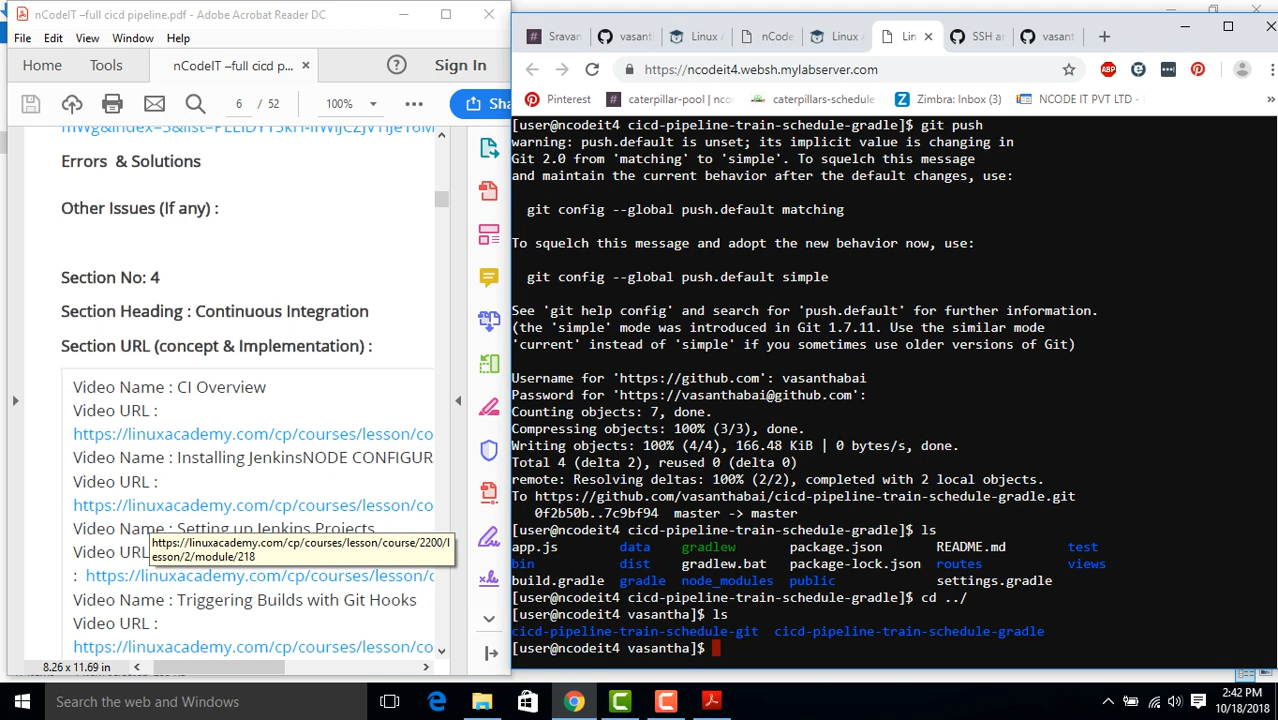 nCodeIT –full cicd pipeline.pdf - Adobe Acrobat Reader DC
File Edit View Window Help
Home Tools nCodeIT –full cicd p... × Sign In
6 / 52 100% Sha
Errors & Solutions
Other Issues (If any) :
Section No: 4
Section Heading : Continuous Integration
Section URL (concept & Implementation) :
Video Name : CI Overview
Video URL :
https://linuxacademy.com/cp/courses/lesson/co
Video Name : Installing JenkinsNODE CONFIGUR
Video URL :
https://linuxacademy.com/cp/courses/lesson/co
Video Name : Setting up Jenkins Projects
Video URL
https://linuxacademy.com/cp/courses/lesson/course/2200/l
esson/2/module/218
: https://linuxacademy.com/cp/courses/lesson/c
Video Name : Triggering Builds with Git Hooks
Video URL :
https://linuxacademy.com/cp/courses/lesson/co
8.26 x 11.69 in
# Sravan vasant Linux A nCode Linux A Lin × SSH ar vasant +
https://ncodeit4.websh.mylabserver.com ABP
Pinterest # caterpillar-pool | nco caterpillars-schedule Zimbra: Inbox (3) NCODE IT PVT LTD - »
[user@ncodeit4 cicd-pipeline-train-schedule-gradle]$ git push
warning: push.default is unset; its implicit value is changing in
Git 2.0 from 'matching' to 'simple'. To squelch this message
and maintain the current behavior after the default changes, use:
git config --global push.default matching
To squelch this message and adopt the new behavior now, use:
git config --global push.default simple
See 'git help config' and search for 'push.default' for further information.
(the 'simple' mode was introduced in Git 1.7.11. Use the similar mode
'current' instead of 'simple' if you sometimes use older versions of Git)
Username for 'https://github.com': vasanthabai
Password for 'https://vasanthabai@github.com':
Counting objects: 7, done.
Compressing objects: 100% (3/3), done.
Writing objects: 100% (4/4), 166.48 KiB | 0 bytes/s, done.
Total 4 (delta 2), reused 0 (delta 0)
remote: Resolving deltas: 100% (2/2), completed with 2 local objects.
To https://github.com/vasanthabai/cicd-pipeline-train-schedule-gradle.git
0f2b50b..7c9bf94 master -> master
[user@ncodeit4 cicd-pipeline-train-schedule-gradle]$ ls
app.js data gradlew package.json README.md test
bin dist gradlew.bat package-lock.json routes views
build.gradle gradle node_modules public settings.gradle
[user@ncodeit4 cicd-pipeline-train-schedule-gradle]$ cd ../
[user@ncodeit4 vasantha]$ ls
cicd-pipeline-train-schedule-git cicd-pipeline-train-schedule-gradle
[user@ncodeit4 vasantha]$
Search the web and Windows
2:42 PM
10/18/2018